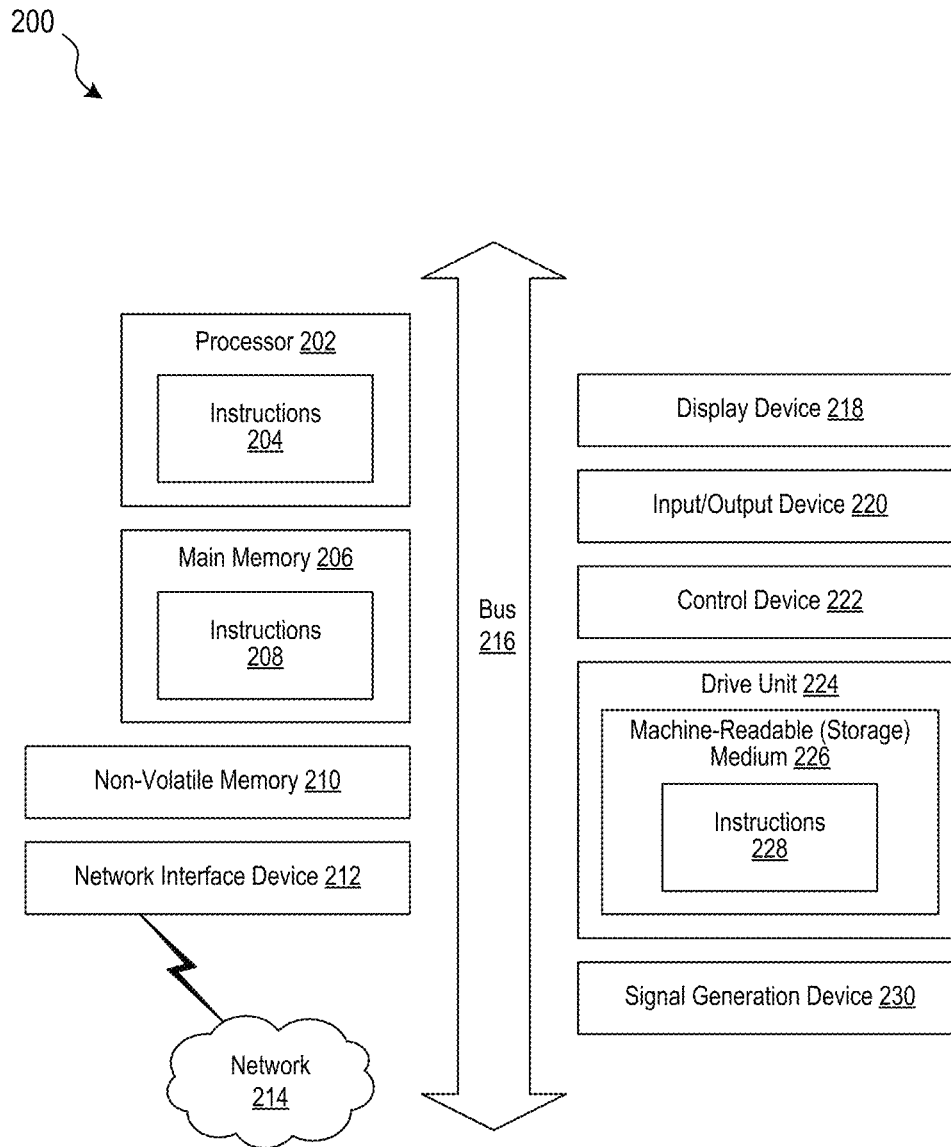 200
Processor 202
Instructions
204
Main Memory 206
Instructions
208
Non-Volatile Memory 210
Network Interface Device 212
Network
214
Bus
216
Display Device 218
Input/Output Device 220
Control Device 222
Drive Unit 224
Machine-Readable (Storage)
Medium 226
Instructions
228
Signal Generation Device 230